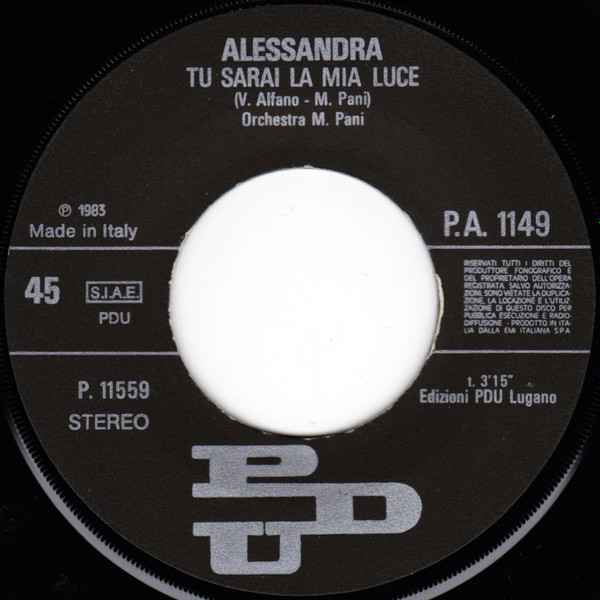 ALESSANDRA
TU SARAI LA MIA LUCE
(V. Alfano - M. Pani)
Orchestra M. Pani
℗ 1983
Made in Italy
P.A. 1149
45
S.I.A.E.
PDU
RISERVATI TUTTI I DIRITTI DEL
PRODUTTORE FONOGRAFICO E
DEL PROPRIETARIO DELL'OPERA
REGISTRATA. SALVO AUTORIZZA-
ZIONI; SONO VIETATE LA DUPLICA-
ZIONE, LA LOCAZIONE E L'UTILIZ-
ZAZIONE DI QUESTO DISCO PER
PUBBLICA ESECUZIONE E RADIO-
DIFFUSIONE - PRODOTTO IN ITA-
LIA DALLA EMI ITALIANA S P A
P. 11559
STEREO
t. 3'15"
Edizioni PDU Lugano
PDU